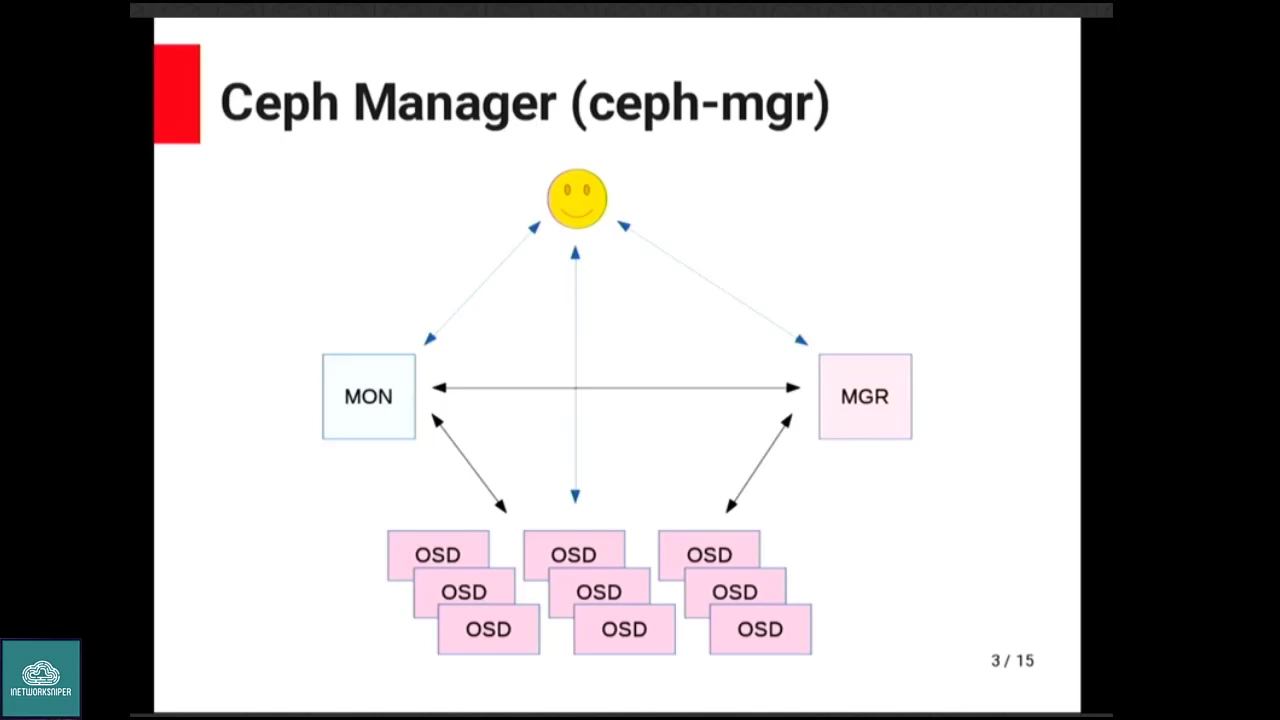 Ceph Manager (ceph-mgr)
MON
MGR
OSD
OSD
OSD
OSD
OSD
OSD
OSD
OSD
OSD
3 / 15
INETWORKSNIPER